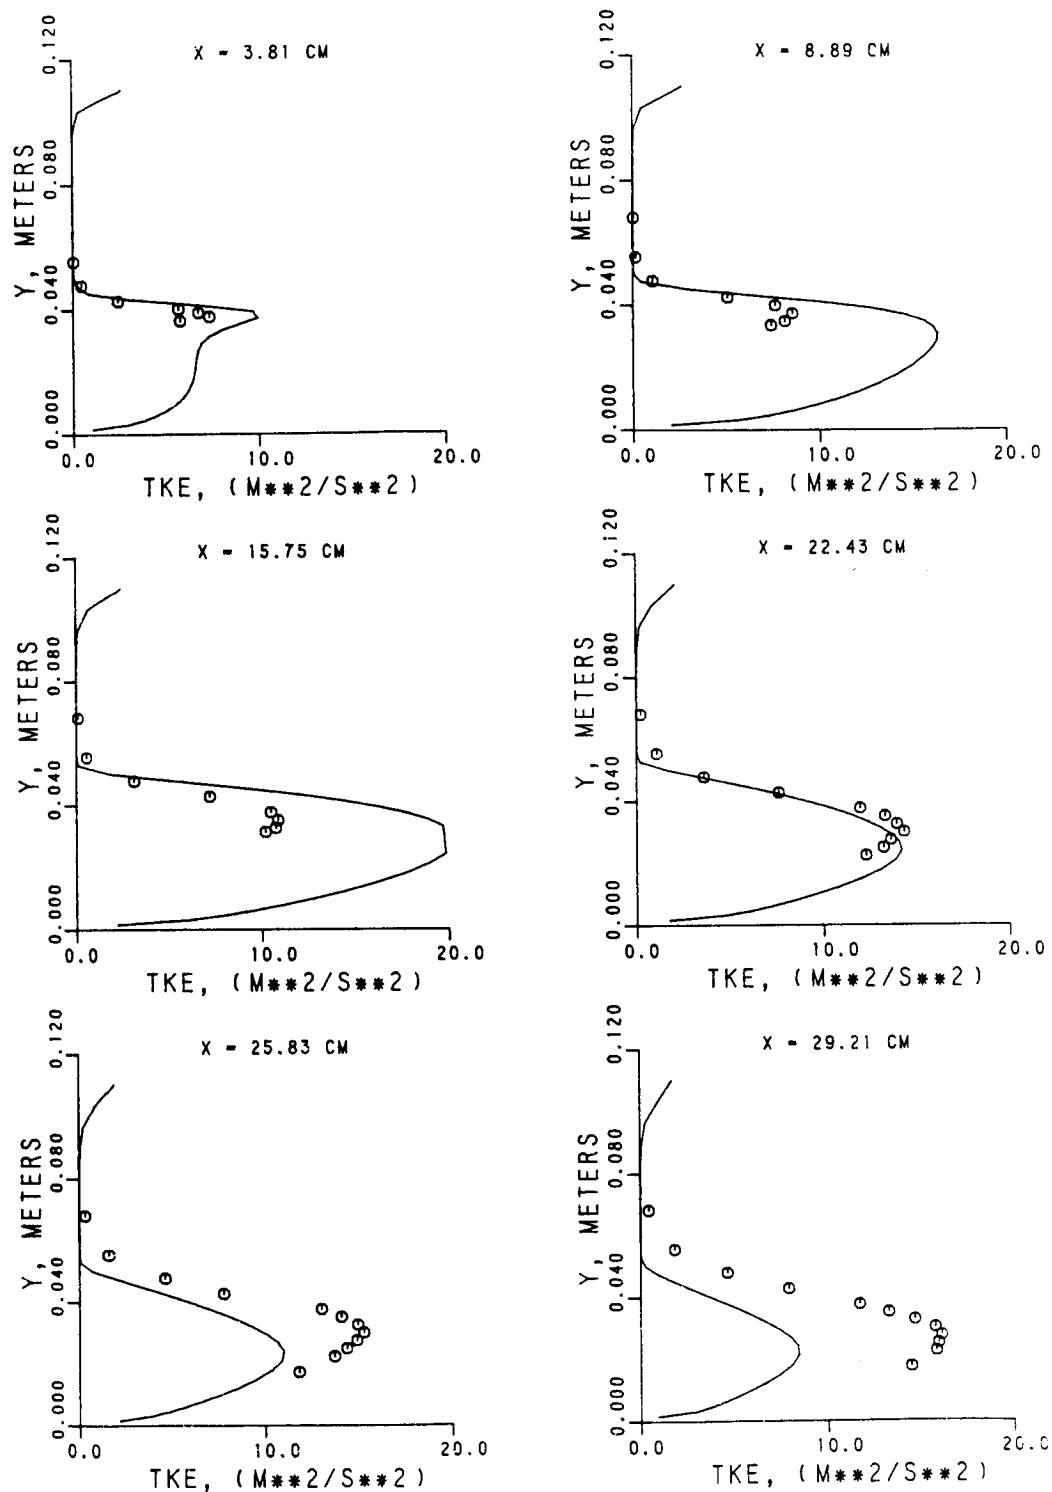 X = 3.81 CM
0.120
0.080
0.040
0.000
Y, METERS
0.0 10.0 20.0
TKE, (M**2/S**2)
X = 8.89 CM
0.120
0.080
0.040
0.000
Y, METERS
0.0 10.0 20.0
TKE, (M**2/S**2)
X = 15.75 CM
0.120
0.080
0.040
0.000
Y, METERS
0.0 10.0 20.0
TKE, (M**2/S**2)
X = 22.43 CM
0.120
0.080
0.040
0.000
Y, METERS
0.0 10.0 20.0
TKE, (M**2/S**2)
X = 25.83 CM
0.120
0.080
0.040
0.000
Y, METERS
0.0 10.0 20.0
TKE, (M**2/S**2)
X = 29.21 CM
0.120
0.080
0.040
0.000
Y, METERS
0.0 10.0 20.0
TKE, (M**2/S**2)